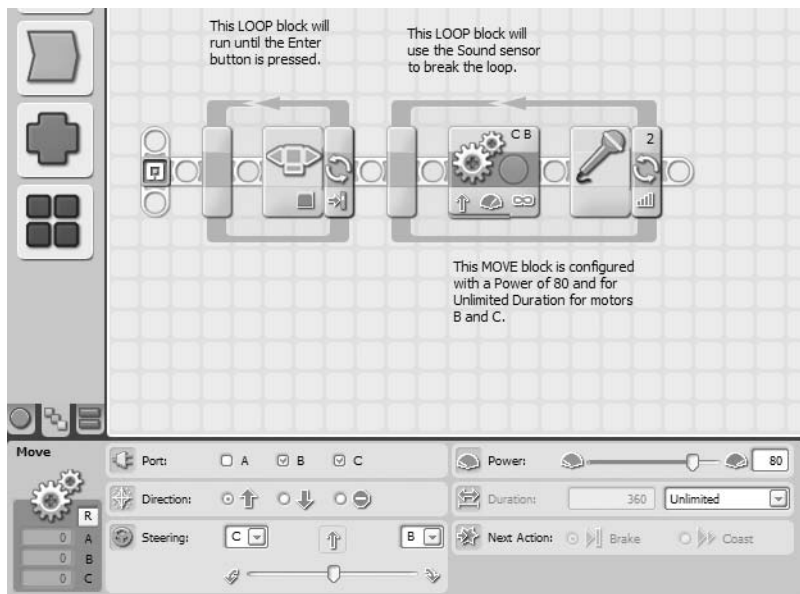 This LOOP block will
run until the Enter
button is pressed.
This LOOP block will
use the Sound sensor
to break the loop.
C B
2
This MOVE block is configured
with a Power of 80 and for
Unlimited Duration for motors
B and C.
Move
R
0 A
0 B
0 C
Port: A B C
Direction:
Steering: C B
Power: 80
Duration: 360 Unlimited
Next Action: Brake Coast